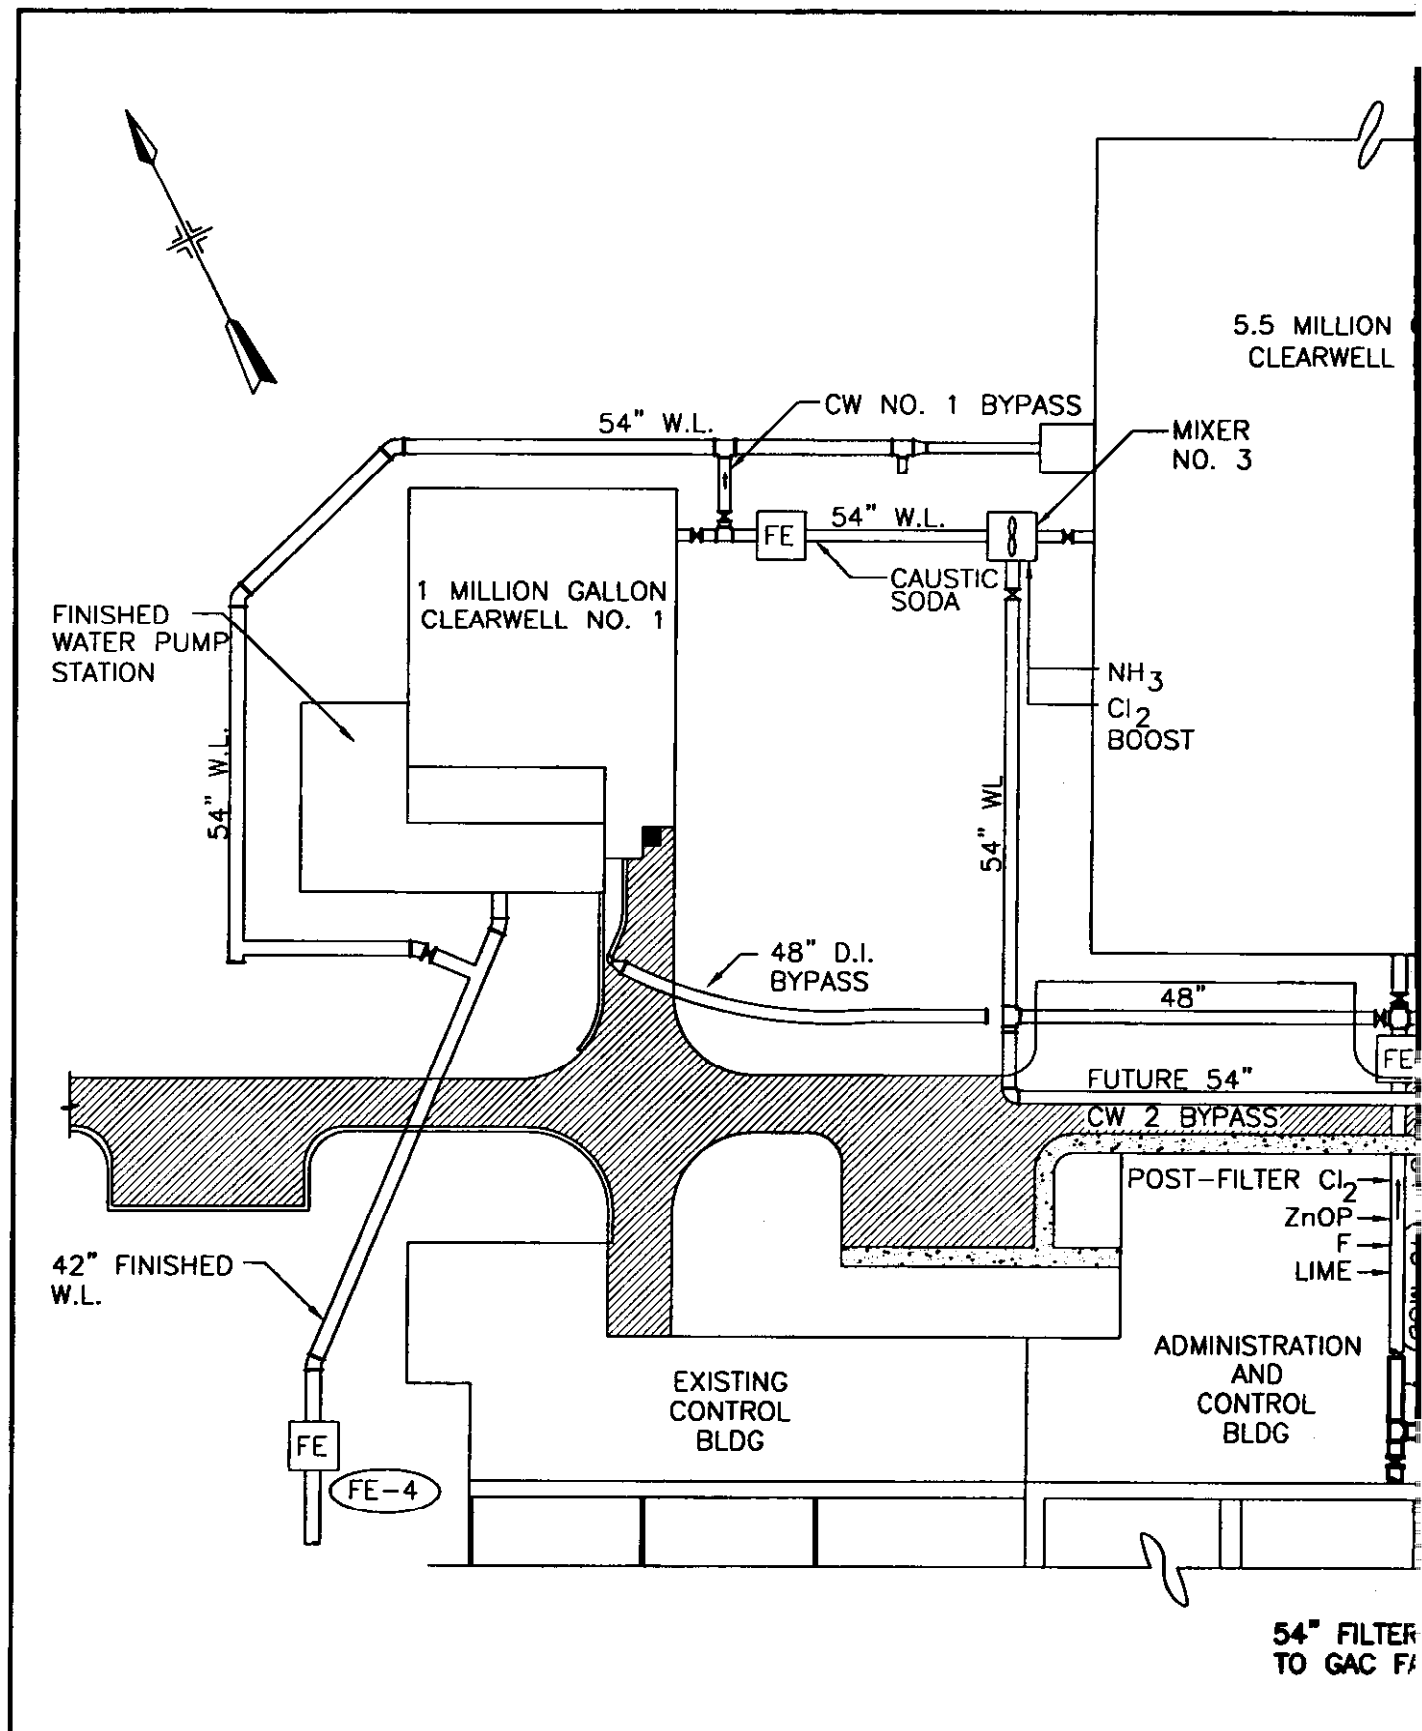 5.5 MILLION
CLEARWELL
CW NO. 1 BYPASS
54" W.L.
MIXER
NO. 3
54" W.L.
FE
CAUSTIC
SODA
1 MILLION GALLON
CLEARWELL NO. 1
FINISHED
WATER PUMP
STATION
NH3
Cl2
BOOST
54" W.L.
54" WL
48" D.I.
BYPASS
48"
FE
FUTURE 54"
CW 2 BYPASS
POST-FILTER Cl2
ZnOP
F
LIME
42" FINISHED
W.L.
ADMINISTRATION
AND
CONTROL
BLDG
EXISTING
CONTROL
BLDG
FE
FE-4
54" FILTER
TO GAC